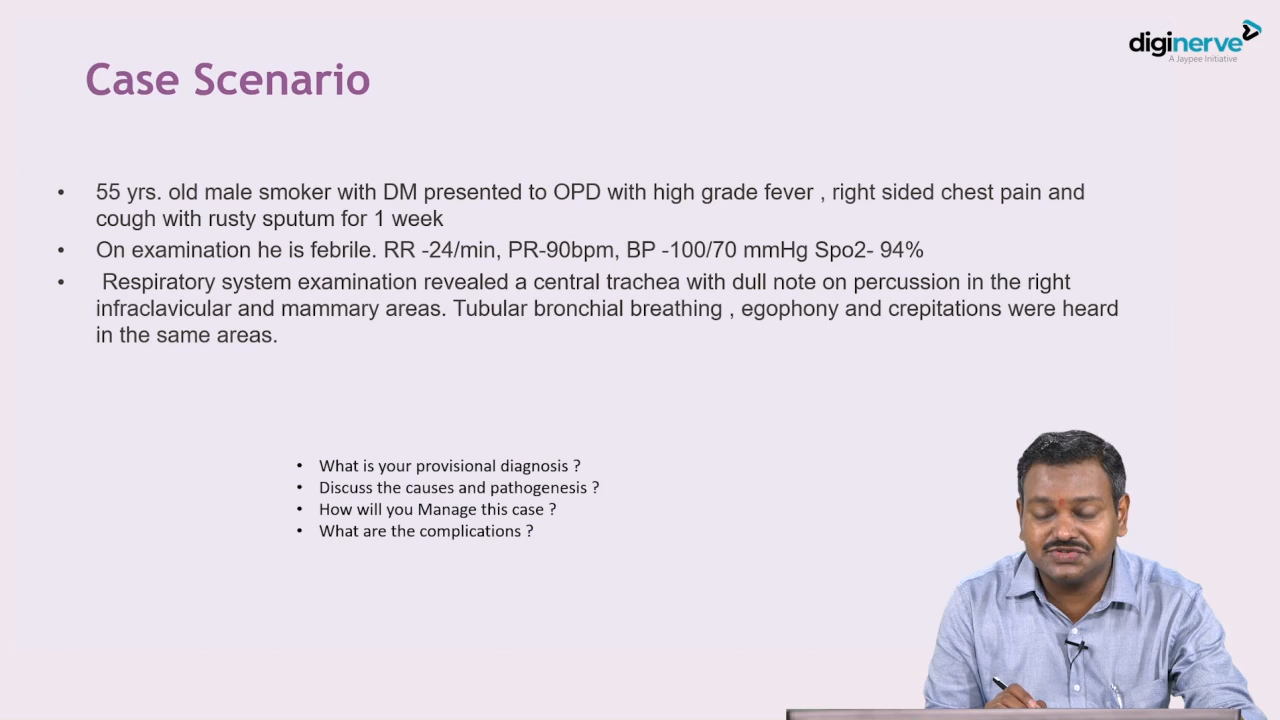 diginerve
A Jaypee Initiative
Case Scenario
• 55 yrs. old male smoker with DM presented to OPD with high grade fever , right sided chest pain and
cough with rusty sputum for 1 week
• On examination he is febrile. RR -24/min, PR-90bpm, BP -100/70 mmHg Spo2- 94%
• Respiratory system examination revealed a central trachea with dull note on percussion in the right
infraclavicular and mammary areas. Tubular bronchial breathing , egophony and crepitations were heard
in the same areas.
• What is your provisional diagnosis ?
• Discuss the causes and pathogenesis ?
• How will you Manage this case ?
• What are the complications ?